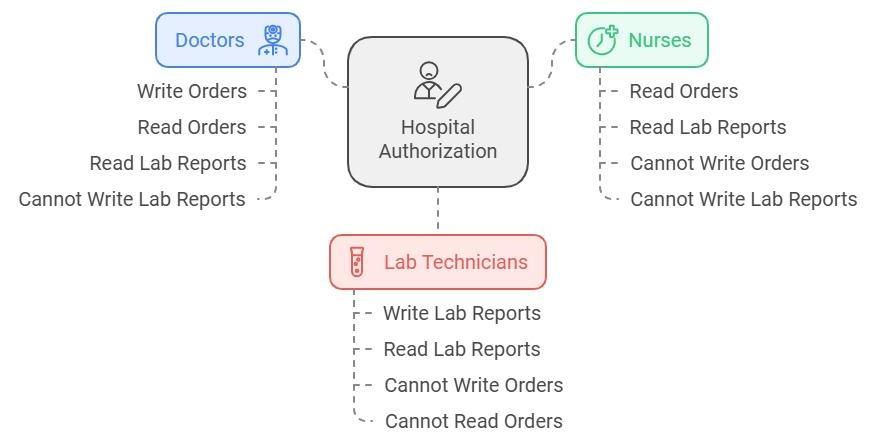 Doctors
Write Orders
Read Orders
Read Lab Reports
Cannot Write Lab Reports
Hospital
Authorization
Nurses
Read Orders
Read Lab Reports
Cannot Write Orders
Cannot Write Lab Reports
Lab Technicians
Write Lab Reports
Read Lab Reports
Cannot Write Orders
Cannot Read Orders